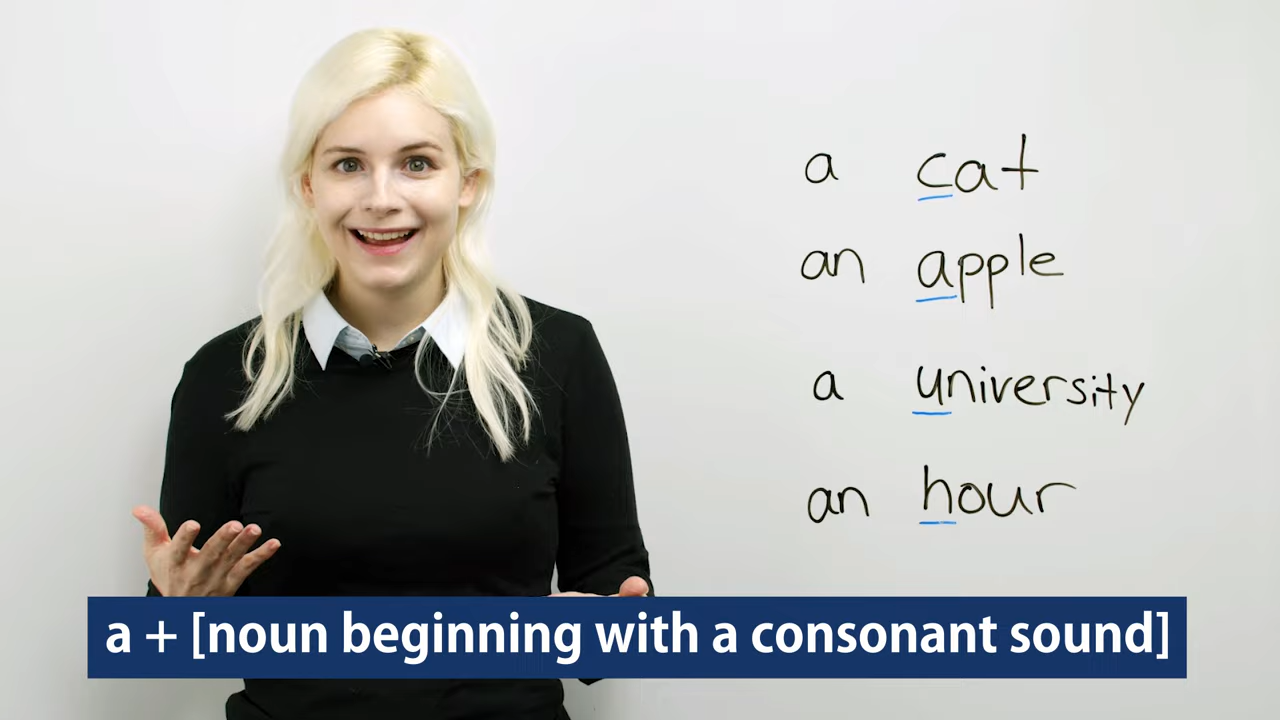 a cat
an apple
a university
an hour
a + [noun beginning with a consonant sound]